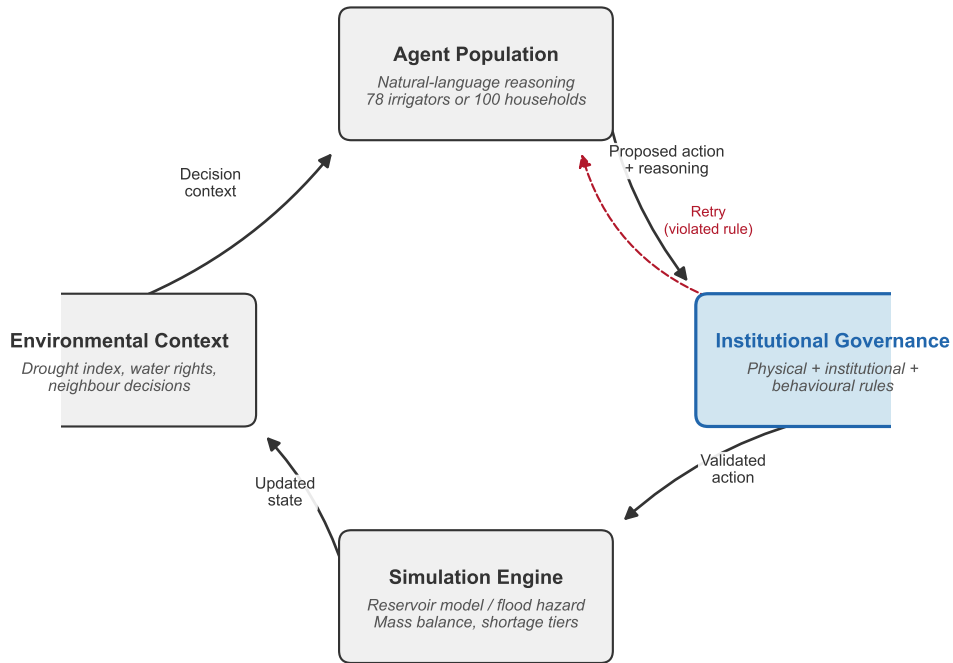 Agent Population
Natural-language reasoning
78 irrigators or 100 households
Proposed action
+ reasoning
Decision
context
Retry
(violated rule)
Environmental Context
Drought index, water rights,
neighbour decisions
Institutional Governance
Physical + institutional +
behavioural rules
Validated
action
Updated
state
Simulation Engine
Reservoir model / flood hazard
Mass balance, shortage tiers